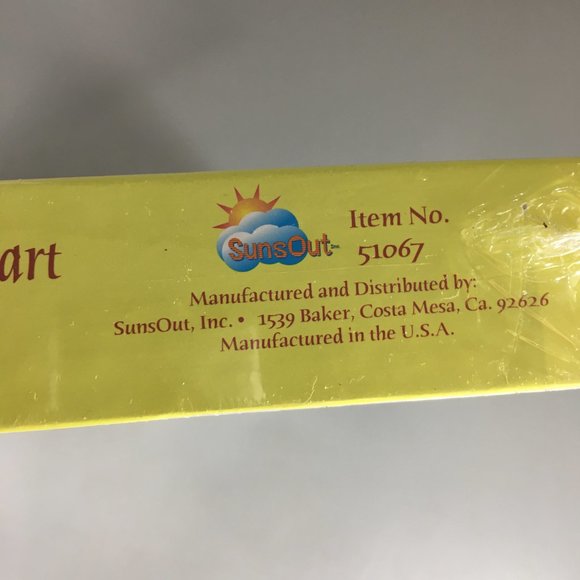 art
SunsOut
Item No.
51067
Manufactured and Distributed by:
SunsOut, Inc. • 1539 Baker, Costa Mesa, Ca. 92626
Manufactured in the U.S.A.